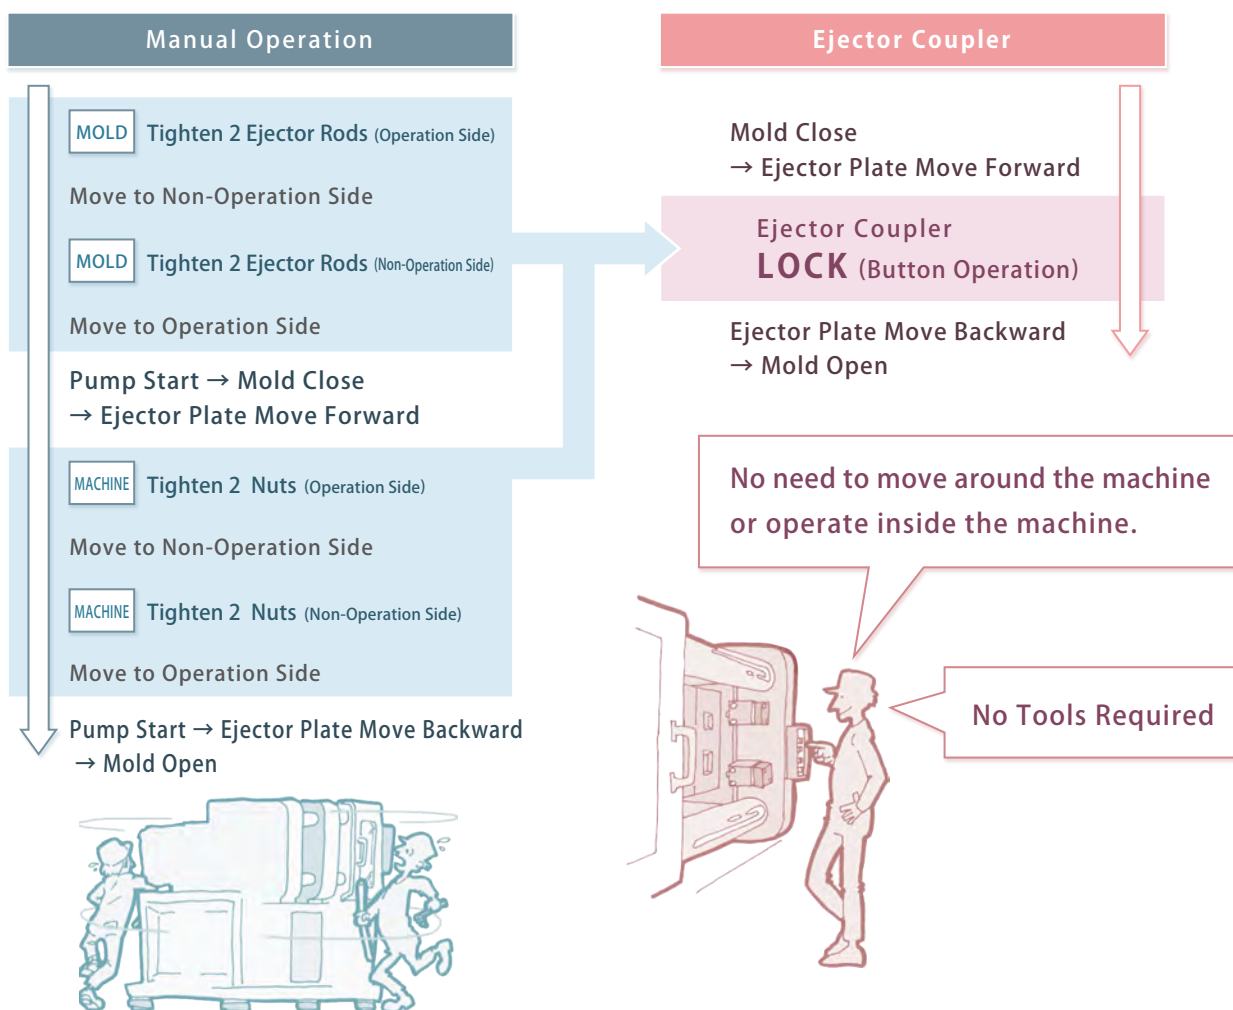 Manual Operation
MOLD Tighten 2 Ejector Rods (Operation Side)
Move to Non-Operation Side
MOLD Tighten 2 Ejector Rods (Non-Operation Side)
Move to Operation Side
Pump Start → Mold Close
→ Ejector Plate Move Forward
MACHINE Tighten 2 Nuts (Operation Side)
Move to Non-Operation Side
MACHINE Tighten 2 Nuts (Non-Operation Side)
Move to Operation Side
Pump Start → Ejector Plate Move Backward
→ Mold Open
Ejector Coupler
Mold Close
→ Ejector Plate Move Forward
Ejector Coupler
LOCK (Button Operation)
Ejector Plate Move Backward
→ Mold Open
No need to move around the machine
or operate inside the machine.
No Tools Required